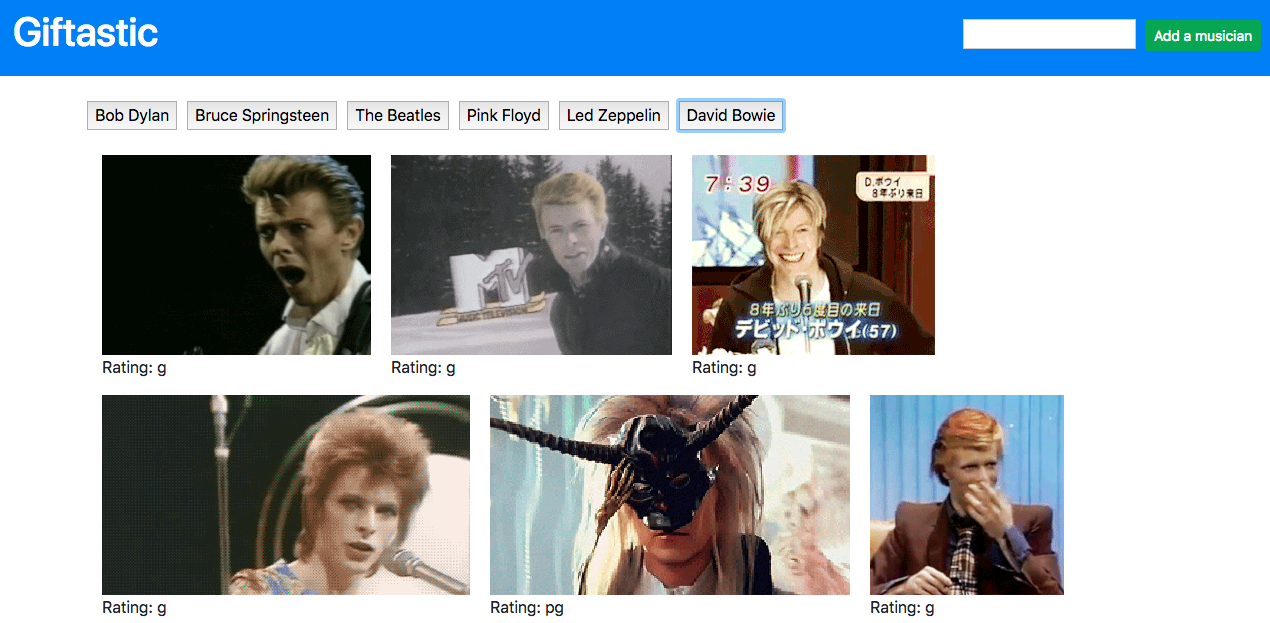 Giftastic
Add a musician
Bob Dylan
Bruce Springsteen
The Beatles
Pink Floyd
Led Zeppelin
David Bowie
MTV
MUSIC TELEVISION
7:39
D.ボウイ
8年ぶり来日
8年ぶり6度目の来日
デビッド・ボウイ(57)
Rating: g
Rating: g
Rating: g
Rating: g
Rating: pg
Rating: g